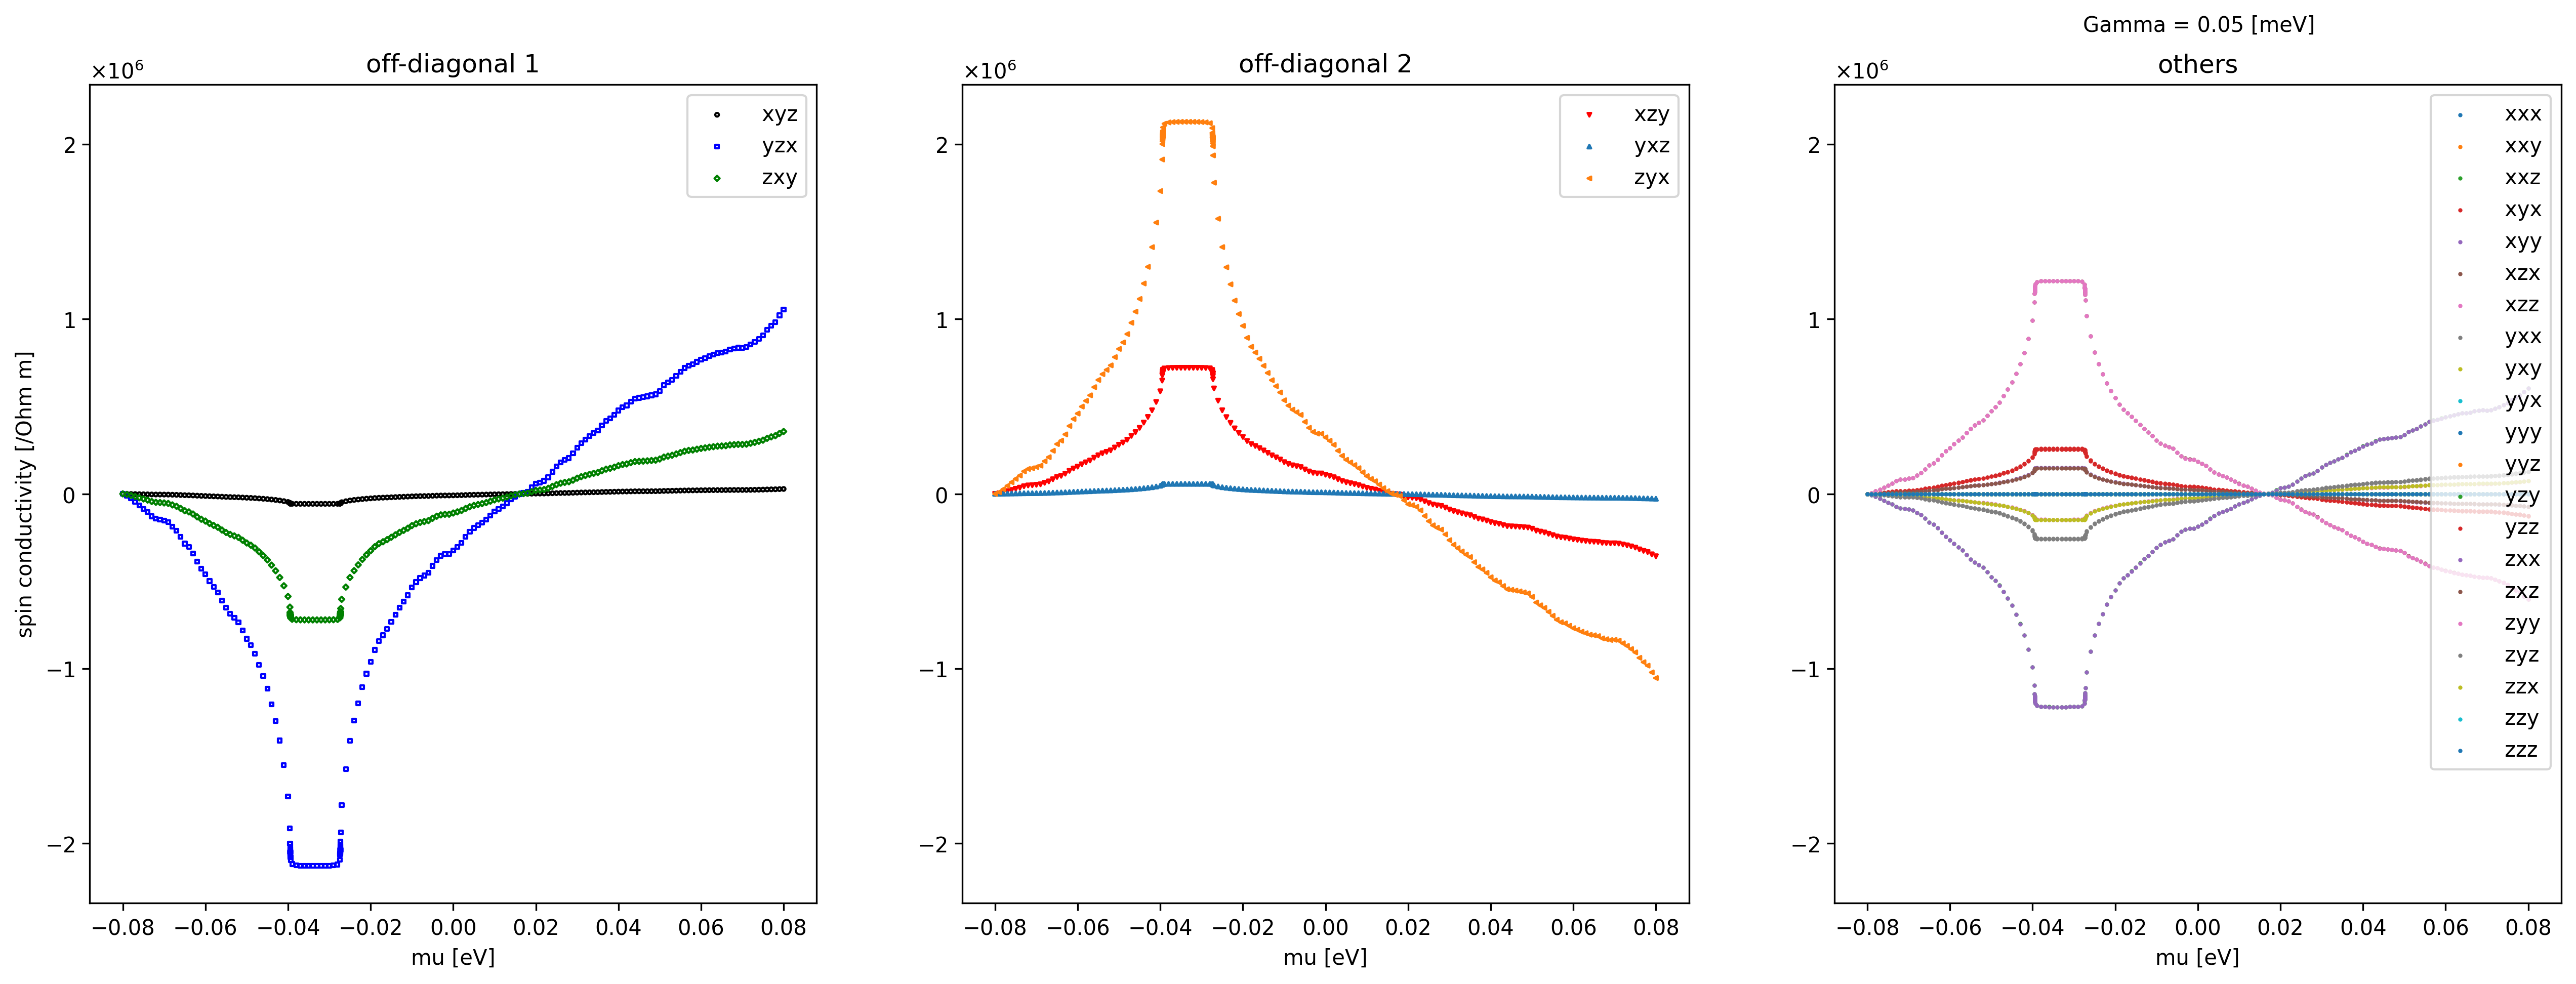 Gamma = 0.05 [meV]
off-diagonal 1
×10⁶
xyz
yzx
zxy
2
1
0
−1
−2
spin conductivity [/Ohm m]
−0.08 −0.06 −0.04 −0.02 0.00 0.02 0.04 0.06 0.08
mu [eV]
off-diagonal 2
×10⁶
xzy
yxz
zyx
2
1
0
−1
−2
−0.08 −0.06 −0.04 −0.02 0.00 0.02 0.04 0.06 0.08
mu [eV]
others
×10⁶
xxx
xxy
xxz
xyx
xyy
xzx
xzz
yxx
yxy
yyx
yyy
yyz
yzy
yzz
zxx
zxz
zyy
zyz
zzx
zzy
zzz
2
1
0
−1
−2
−0.08 −0.06 −0.04 −0.02 0.00 0.02 0.04 0.06 0.08
mu [eV]